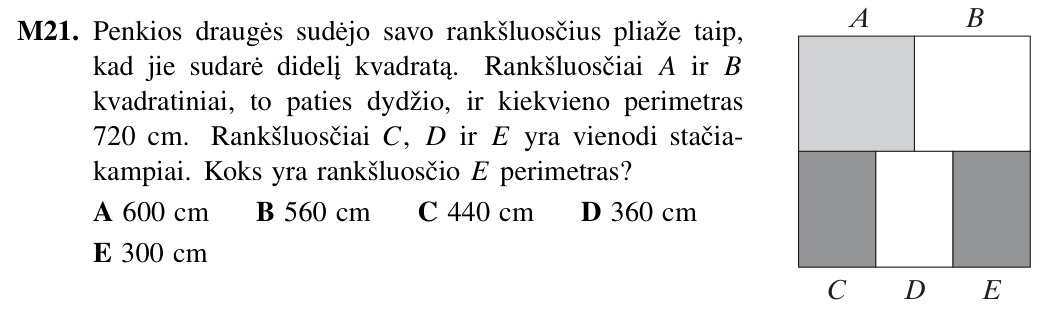 M21. Penkios draugės sudėjo savo rankšluosčius pliaže taip,
kad jie sudarė didelį kvadratą. Rankšluosčiai A ir B
kvadratiniai, to paties dydžio, ir kiekvieno perimetras
720 cm. Rankšluosčiai C, D ir E yra vienodi stačia-
kampiai. Koks yra rankšluosčio E perimetras?
A 600 cm B 560 cm C 440 cm D 360 cm
E 300 cm
A B
C D E